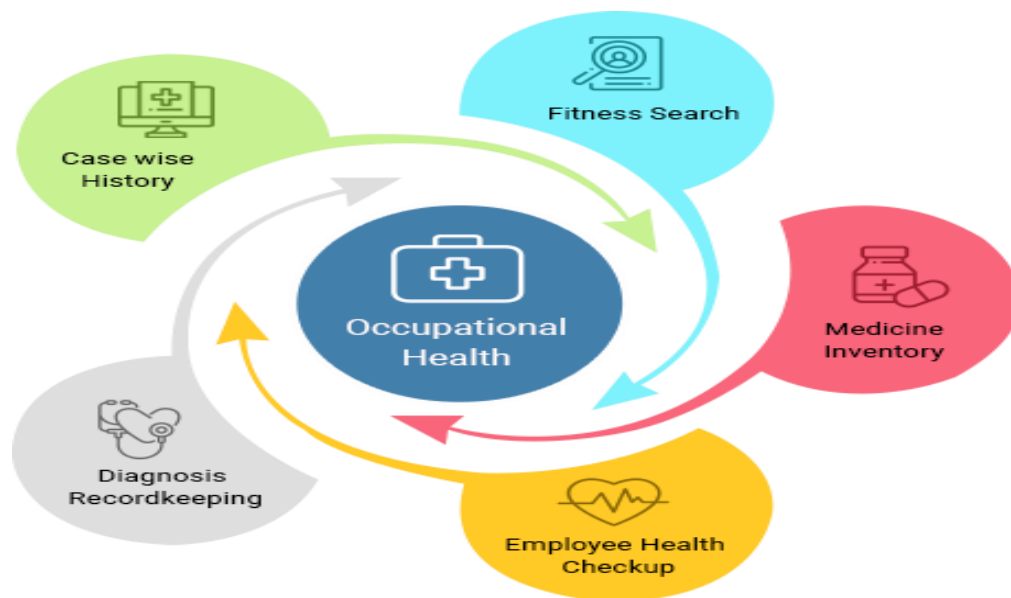 Fitness Search
Case wise
History
Occupational
Health
Medicine
Inventory
Diagnosis
Recordkeeping
Employee Health
Checkup